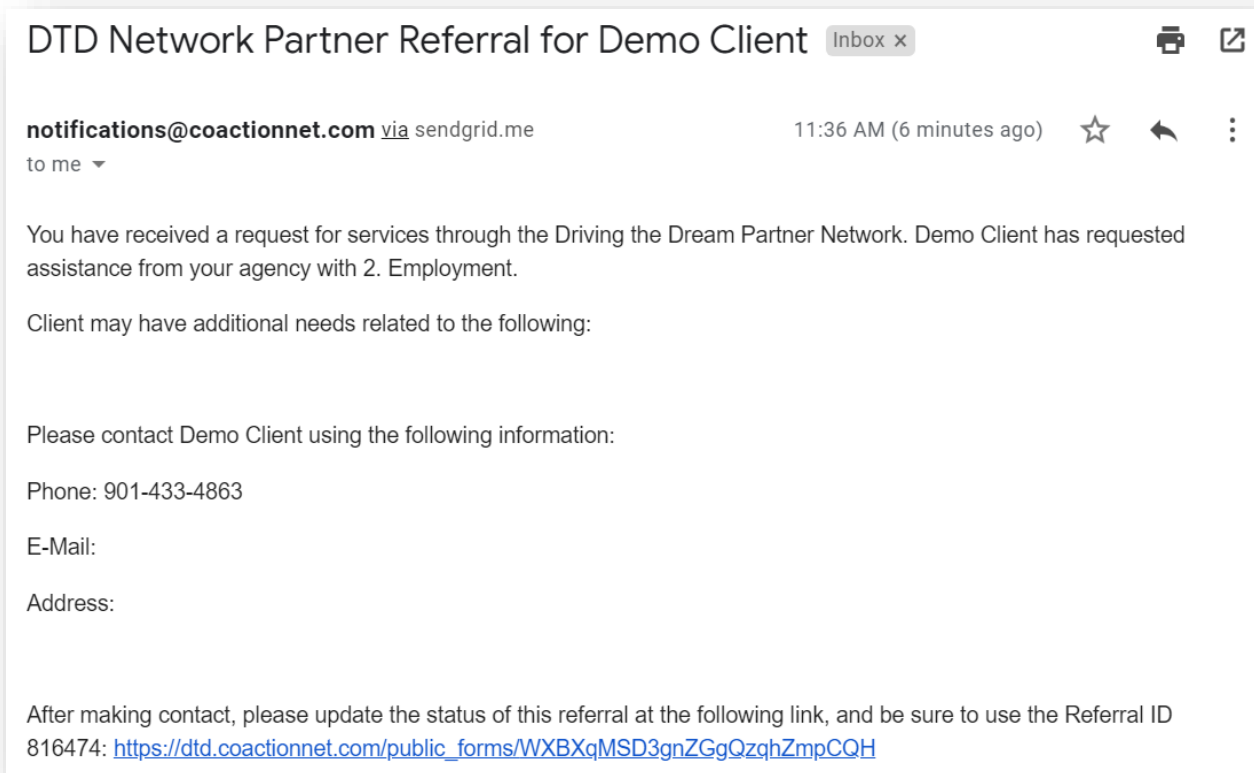 DTD Network Partner Referral for Demo Client Inbox x
notifications@coactionnet.com via sendgrid.me 11:36 AM (6 minutes ago)
to me
You have received a request for services through the Driving the Dream Partner Network. Demo Client has requested
assistance from your agency with 2. Employment.
Client may have additional needs related to the following:
Please contact Demo Client using the following information:
Phone: 901-433-4863
E-Mail:
Address:
After making contact, please update the status of this referral at the following link, and be sure to use the Referral ID
816474: https://dtd.coactionnet.com/public_forms/WXBXqMSD3gnZGgQzqhZmpCQH